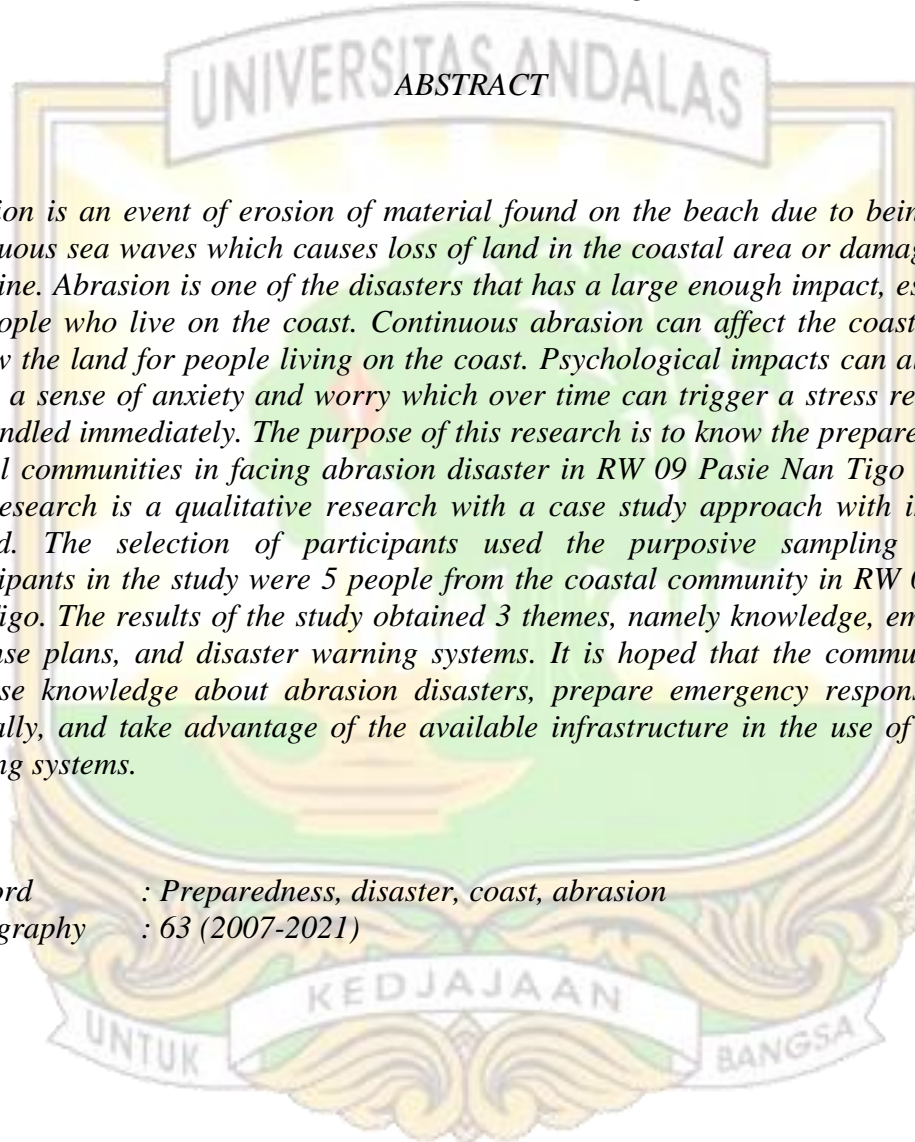 UNIVERSITAS ANDALAS
ABSTRACT
ion is an event of erosion of material found on the beach due to bein
uous sea waves which causes loss of land in the coastal area or damag
ine. Abrasion is one of the disasters that has a large enough impact, es
ople who live on the coast. Continuous abrasion can affect the coast
w the land for people living on the coast. Psychological impacts can a
a sense of anxiety and worry which over time can trigger a stress re
ndled immediately. The purpose of this research is to know the prepare
l communities in facing abrasion disaster in RW 09 Pasie Nan Tigo
esearch is a qualitative research with a case study approach with i
d. The selection of participants used the purposive sampling
ipants in the study were 5 people from the coastal community in RW
igo. The results of the study obtained 3 themes, namely knowledge, em
nse plans, and disaster warning systems. It is hoped that the commu
se knowledge about abrasion disasters, prepare emergency respons
ally, and take advantage of the available infrastructure in the use of
ng systems.
ord : Preparedness, disaster, coast, abrasion
graphy : 63 (2007-2021)
KEDJAJAAN
UNTUK BANGSA